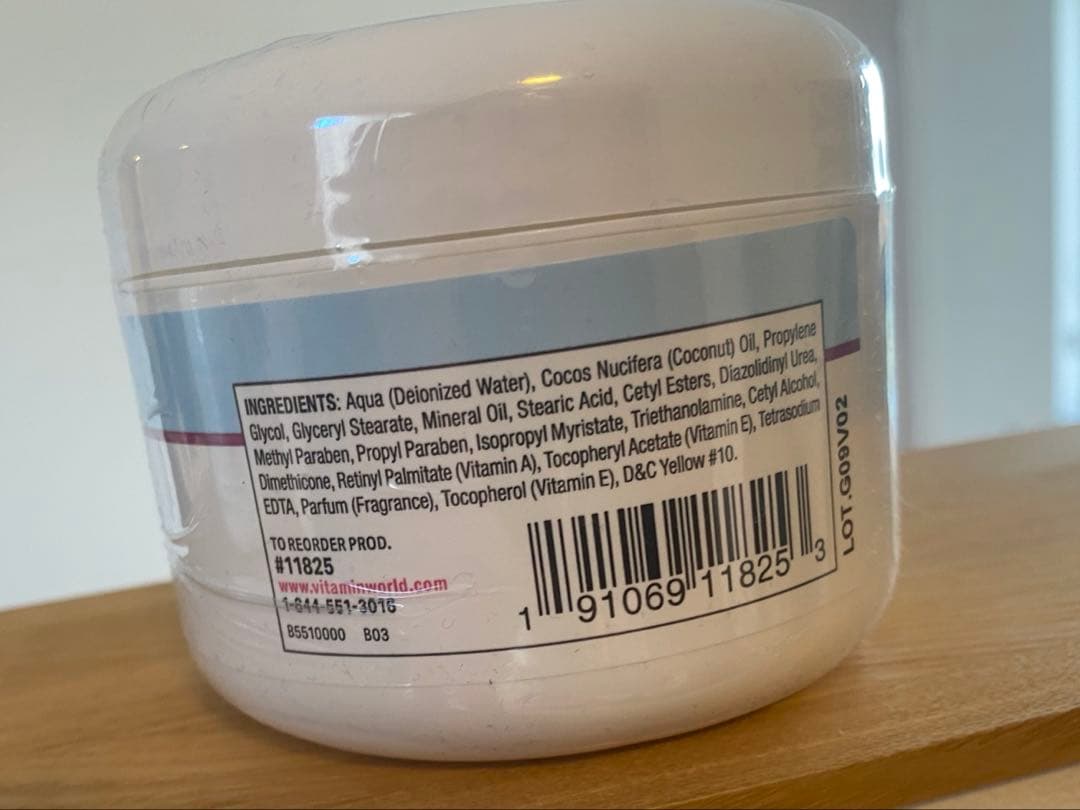 INGREDIENTS: Aqua (Deionized Water), Cocos Nucifera (Coconut) Oil, Propylene
Glycol, Glyceryl Stearate, Mineral Oil, Stearic Acid, Cetyl Esters, Diazolidinyl Urea,
Methyl Paraben, Propyl Paraben, Isopropyl Myristate, Triethanolamine, Cetyl Alcohol,
Dimethicone, Retinyl Palmitate (Vitamin A), Tocopheryl Acetate (Vitamin E), Tetrasodium
EDTA, Parfum (Fragrance), Tocopherol (Vitamin E), D&C Yellow #10.
TO REORDER PROD.
#11825
www.vitaminworld.com
1-844-551-3016
B5510000 B03
1 91069 11825 3
LOT.G09V02